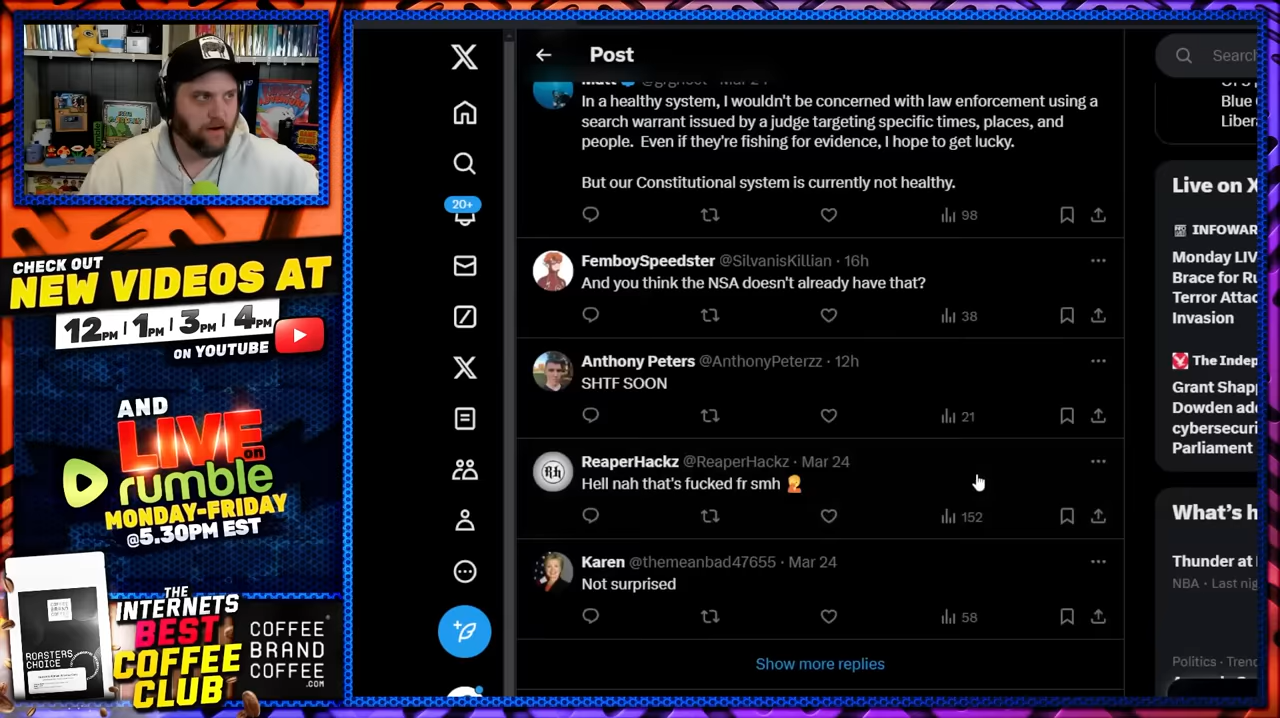 Post
Search
In a healthy system, I wouldn't be concerned with law enforcement using a
search warrant issued by a judge targeting specific times, places, and
people. Even if they're fishing for evidence, I hope to get lucky.
But our Constitutional system is currently not healthy.
98
20+
FemboySpeedster @SilvanisKillian · 16h
And you think the NSA doesn't already have that?
38
Anthony Peters @AnthonyPeterzz · 12h
SHTF SOON
21
ReaperHackz @ReaperHackz · Mar 24
Hell nah that's fucked fr smh
152
Karen @themeanbad47655 · Mar 24
Not surprised
58
Show more replies
Blue
Libera
Live on X
INFOWAR
Monday LIV
Brace for Ru
Terror Attac
Invasion
The Indep
Grant Shapp
Dowden add
cybersecuri
Parliament
What's h
Thunder at
NBA · Last nig
Politics · Trend
CHECK OUT
NEW VIDEOS AT
12PM | 1PM | 3PM | 4PM
ON YOUTUBE
AND
LIVE on
rumble
MONDAY-FRIDAY
@5.30PM EST
THE
INTERNETS
BEST
COFFEE
CLUB
COFFEE
BRAND
COFFEE
.COM
ROASTERS
CHOICE